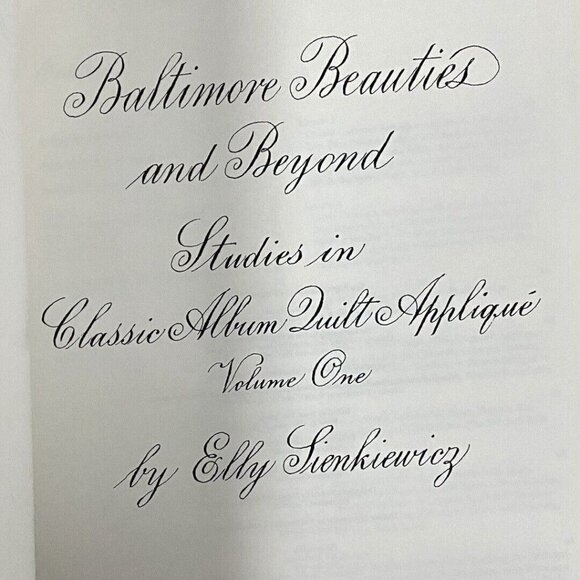 Baltimore Beauties
and Beyond
Studies in
Classic Album Quilt Appliqué
Volume One
by Elly Sienkiewicz